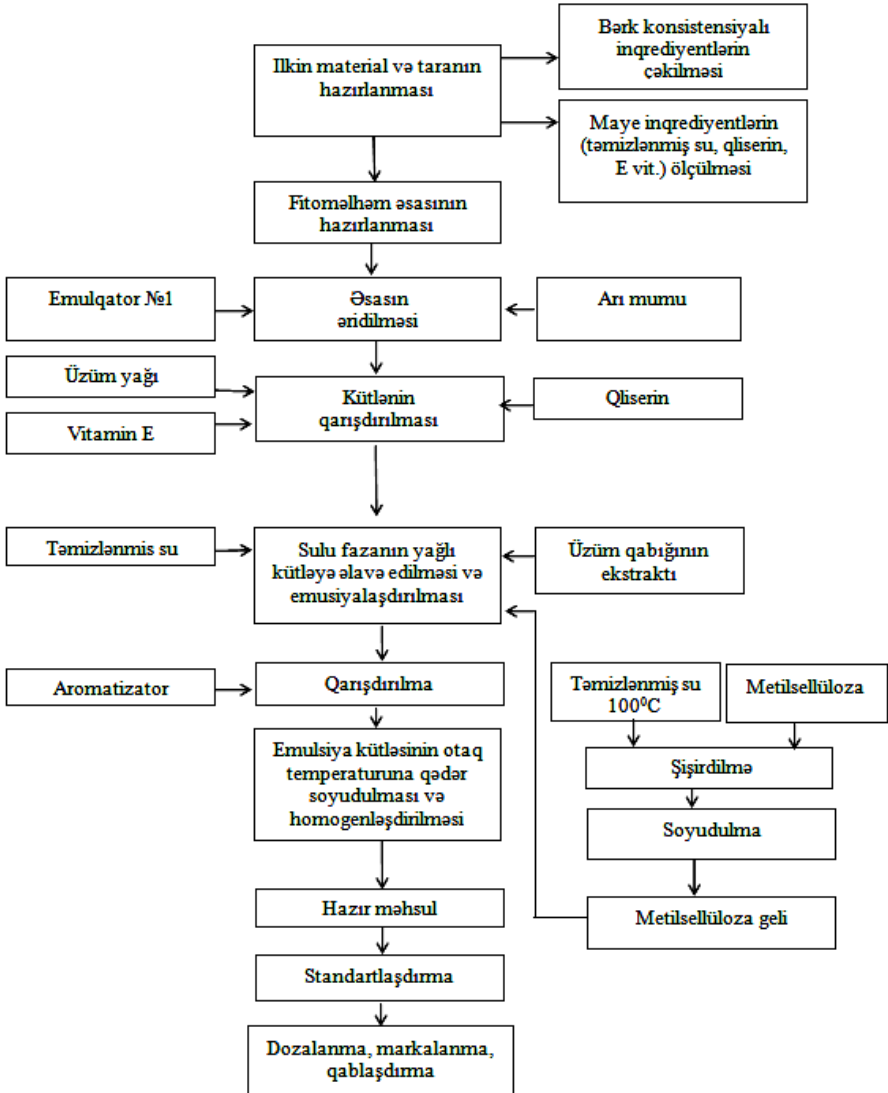 Ilkin material və taranın
hazırlanması
Bərk konsistensiyalı
inqrediyentlərin
çəkilməsi
Maye inqrediyentlərin
(təmizlənmiş su, qliserin,
E vit.) ölçülməsi
Fitoməlhəm əsasının
hazırlanması
Emulqator №1
Əsasın
əridilməsi
Arı mumu
Üzüm yağı
Vitamin E
Kütlənin
qarışdırılması
Qliserin
Təmizlənmis su
Sulu fazanın yağlı
kütləyə əlavə edilməsi və
emusiyalaşdırılması
Üzüm qabığının
ekstraktı
Aromatizator
Qarışdırılma
Təmizlənmiş su
100⁰C
Metilsellüloza
Emulsiya kütləsinin otaq
temperaturuna qədər
soyudulması və
homogenləşdirilməsi
Şişirdilmə
Soyudulma
Metilsellüloza geli
Hazır məhsul
Standartlaşdırma
Dozalanma, markalanma,
qablaşdırma